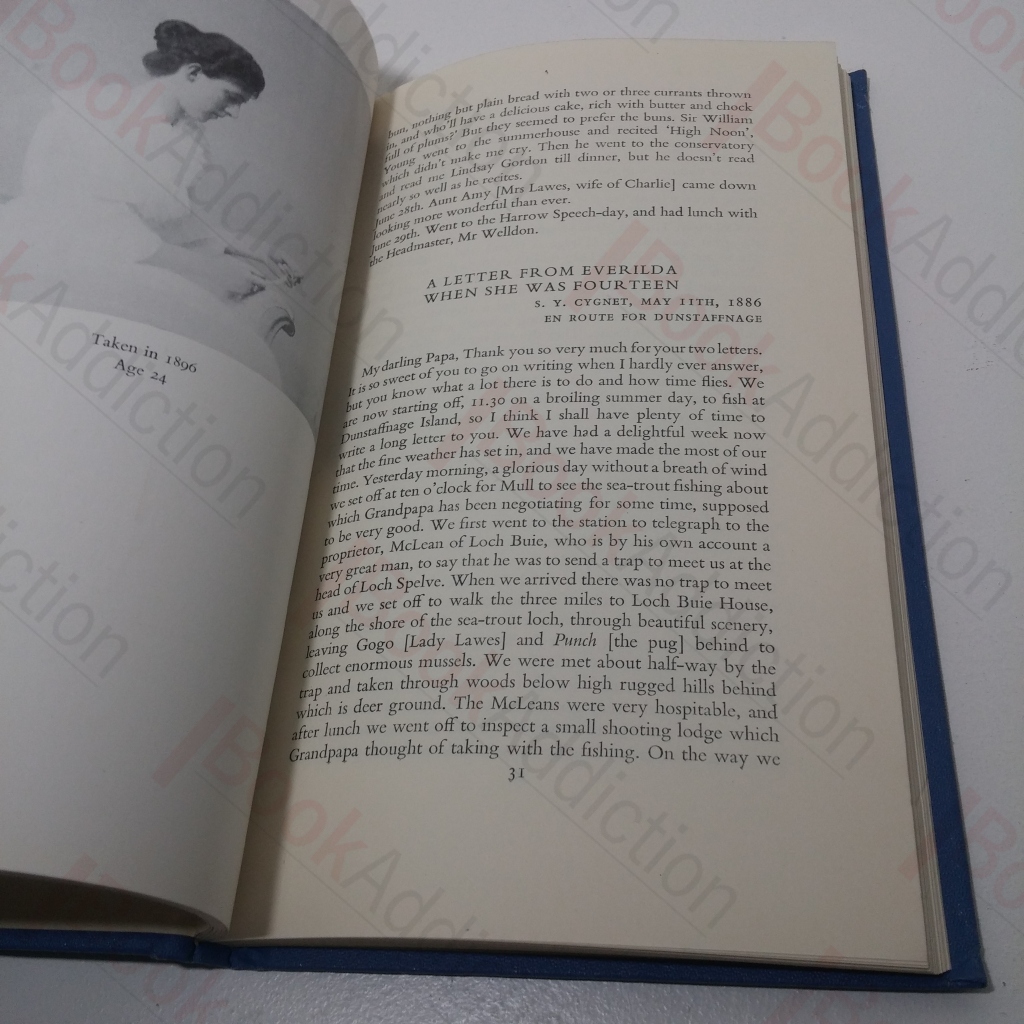 Taken in 1896
Age 24
bun, nothing but plain bread with two or three currants thrown
in, and who'll have a delicious cake, rich with butter and chock
full of plums?' But they seemed to prefer the buns. Sir William
Young went to the summerhouse and recited 'High Noon',
which didn't make me cry. Then he went to the conservatory
and read me Lindsay Gordon till dinner, but he doesn't read
nearly so well as he recites.
June 28th. Aunt Amy [Mrs Lawes, wife of Charlie] came down
looking more wonderful than ever.
June 29th. Went to the Harrow Speech-day, and had lunch with
the Headmaster, Mr Welldon.
A LETTER FROM EVERILDA
WHEN SHE WAS FOURTEEN
S. Y. CYGNET, MAY 11TH, 1886
EN ROUTE FOR DUNSTAFFNAGE
My darling Papa, Thank you so very much for your two letters.
It is so sweet of you to go on writing when I hardly ever answer,
but you know what a lot there is to do and how time flies. We
are now starting off, 11.30 on a broiling summer day, to fish at
Dunstaffnage Island, so I think I shall have plenty of time to
write a long letter to you. We have had a delightful week now
that the fine weather has set in, and we have made the most of our
time. Yesterday morning, a glorious day without a breath of wind
we set off at ten o'clock for Mull to see the sea-trout fishing about
which Grandpapa has been negotiating for some time, supposed
to be very good. We first went to the station to telegraph to the
proprietor, McLean of Loch Buie, who is by his own account a
very great man, to say that he was to send a trap to meet us at the
head of Loch Spelve. When we arrived there was no trap to meet
us and we set off to walk the three miles to Loch Buie House,
along the shore of the sea-trout loch, through beautiful scenery,
leaving Gogo [Lady Lawes] and Punch [the pug] behind to
collect enormous mussels. We were met about half-way by the
trap and taken through woods below high rugged hills behind
which is deer ground. The McLeans were very hospitable, and
after lunch we went off to inspect a small shooting lodge which
Grandpapa thought of taking with the fishing. On the way we
31
BookAddiction